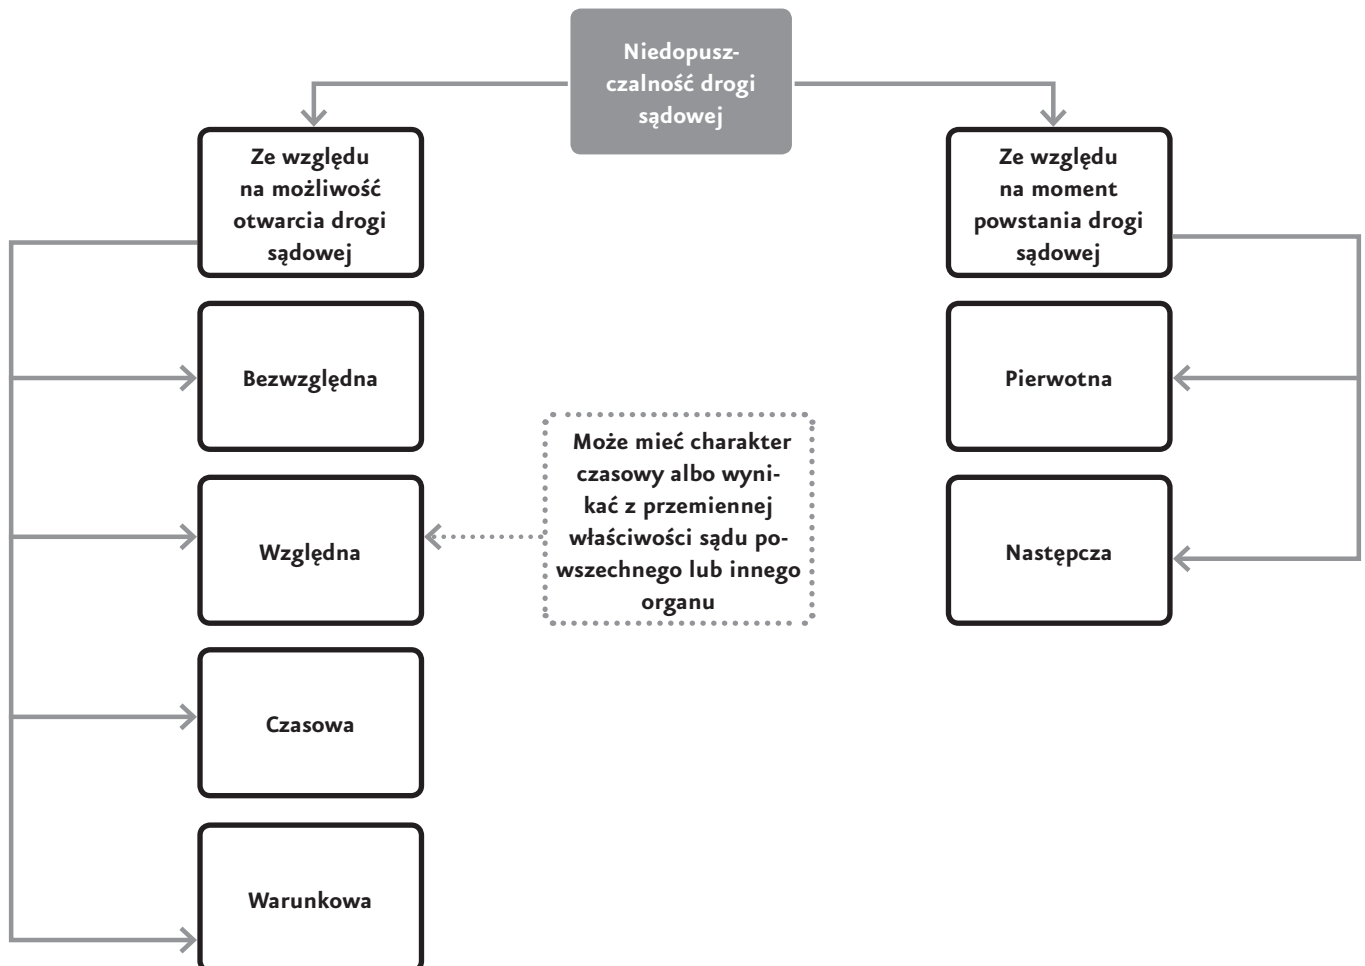 Niedopusz-
czalność drogi
sądowej
Ze względu
na możliwość
otwarcia drogi
sądowej
Ze względu
na moment
powstania drogi
sądowej
Bezwzględna
Pierwotna
Może mieć charakter
czasowy albo wyni-
kać z przemiennej
właściwości sądu po-
wszechnego lub innego
organu
Względna
Następcza
Czasowa
Warunkowa